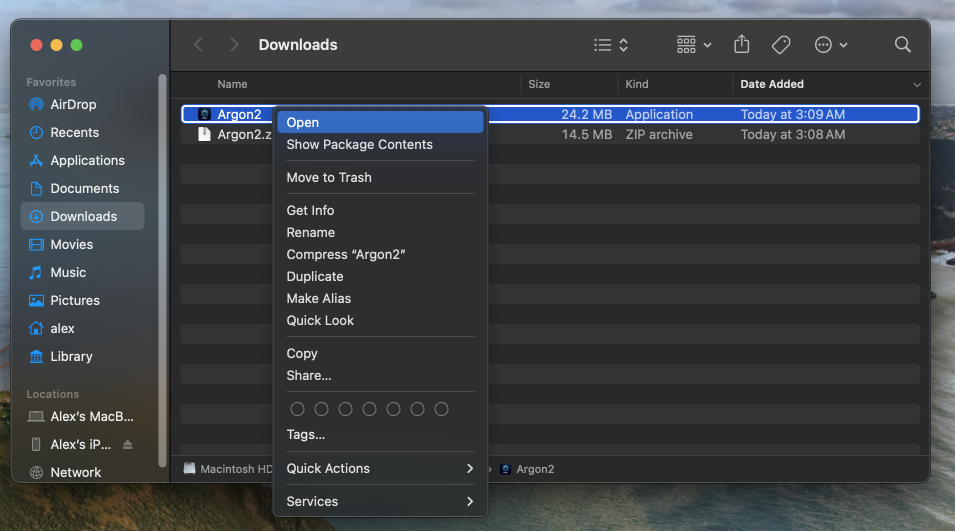 Downloads
Favorites
AirDrop
Recents
Applications
Documents
Downloads
Movies
Music
Pictures
alex
Library
Locations
Alex's MacB...
Alex's iP...
Network
Name Size Kind Date Added
Argon2 24.2 MB Application Today at 3:09 AM
Argon2.z 14.5 MB ZIP archive Today at 3:08 AM
Open
Show Package Contents
Move to Trash
Get Info
Rename
Compress “Argon2”
Duplicate
Make Alias
Quick Look
Copy
Share...
Tags...
Quick Actions
Services
Macintosh HD › Argon2